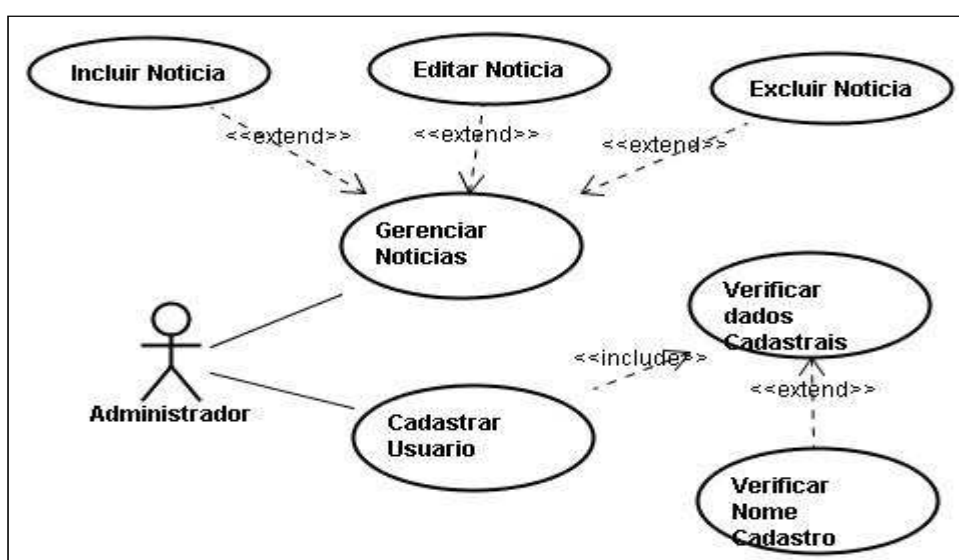 Incluir Noticia
Editar Noticia
Excluir Noticia
<<extend>>
<<extend>>
<<extend>>
Gerenciar
Noticias
Verificar
dados
Cadastrais
<<include>>
<<extend>>
Administrador
Cadastrar
Usuario
Verificar
Nome
Cadastro